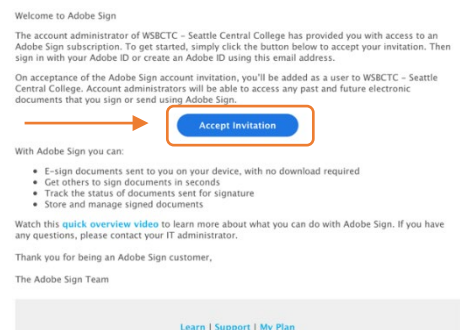 Welcome to Adobe Sign
The account administrator of WSBCTC – Seattle Central College has provided you with access to an
Adobe Sign subscription. To get started, simply click the button below to accept your invitation. Then
sign in with your Adobe ID or create an Adobe ID using this email address.
On acceptance of the Adobe Sign account invitation, you'll be added as a user to WSBCTC – Seattle
Central College. Account administrators will be able to access any past and future electronic
documents that you sign or send using Adobe Sign.
Accept Invitation
With Adobe Sign you can:
• E-sign documents sent to you on your device, with no download required
• Get others to sign documents in seconds
• Track the status of documents sent for signature
• Store and manage signed documents
Watch this quick overview video to learn more about what you can do with Adobe Sign. If you have
any questions, please contact your IT administrator.
Thank you for being an Adobe Sign customer,
The Adobe Sign Team
Learn | Support | My Plan